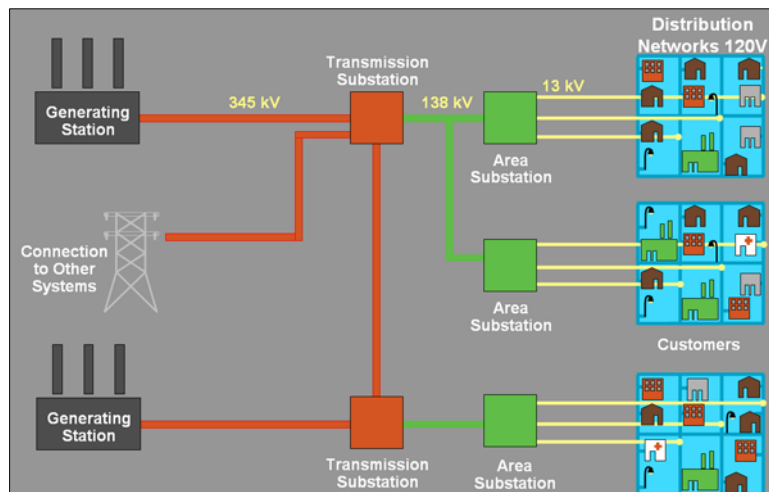 Distribution
Networks 120V
Transmission
Substation
345 kV
138 kV
13 kV
Generating
Station
Area
Substation
Connection
to Other
Systems
Area
Substation
Customers
Generating
Station
Transmission
Substation
Area
Substation